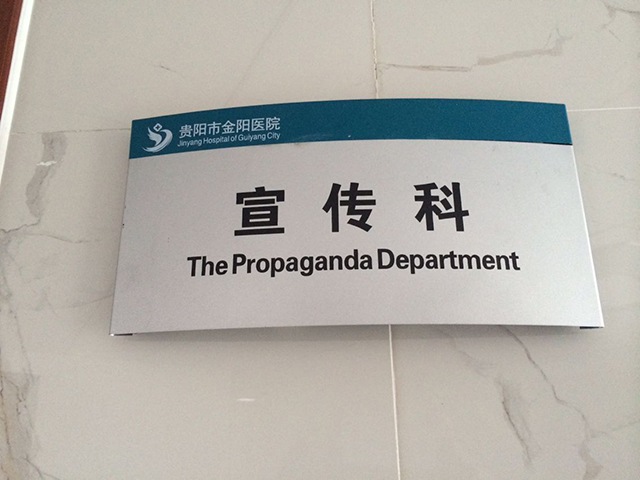 贵阳市金阳医院
Jinyang Hospital of Guiyang City
宣传科
The Propaganda Department